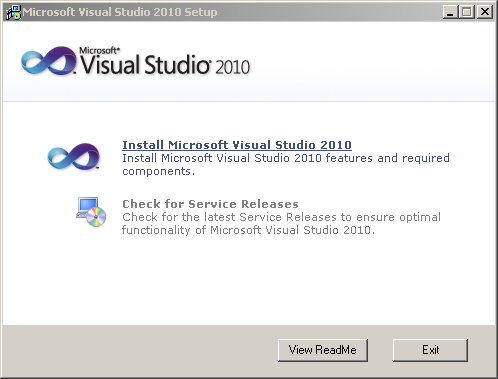 Microsoft Visual Studio 2010 Setup
Microsoft®
Visual Studio® 2010
Install Microsoft Visual Studio 2010
Install Microsoft Visual Studio 2010 features and required
components.
Check for Service Releases
Check for the latest Service Releases to ensure optimal
functionality of Microsoft Visual Studio 2010.
View ReadMe
Exit